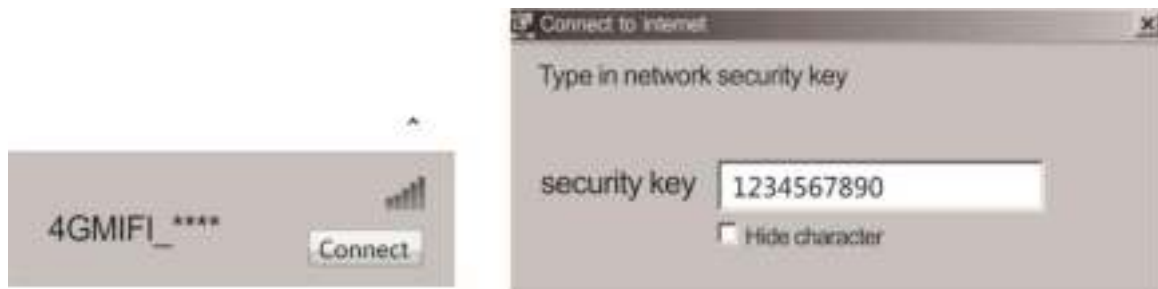 4GMIFI_****
Connect
Connect to Internet
Type in network security key
security key
1234567890
Hide character